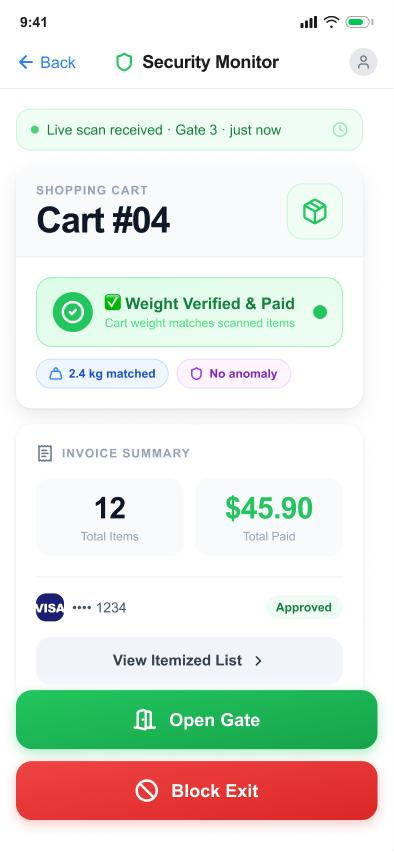 9:41
Back
Security Monitor
Live scan received · Gate 3 · just now
SHOPPING CART
Cart #04
✅ Weight Verified & Paid
Cart weight matches scanned items
2.4 kg matched
No anomaly
INVOICE SUMMARY
12
Total Items
$45.90
Total Paid
VISA •••• 1234
Approved
View Itemized List
Open Gate
Block Exit